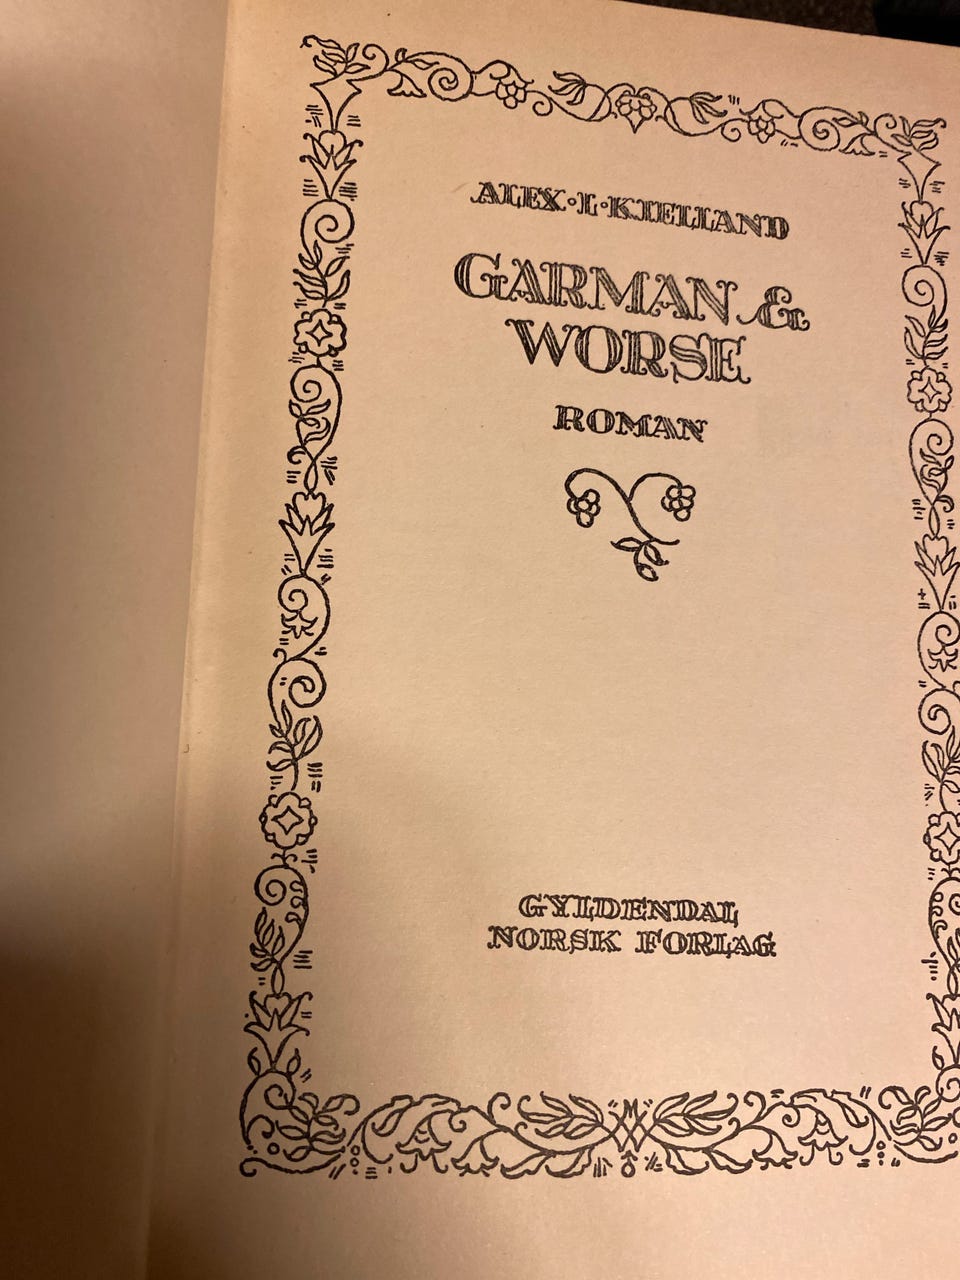 ALEX·L·KIELLAND
GARMAN &
WORSE
ROMAN
GYLDENDAL
NORSK FORLAG